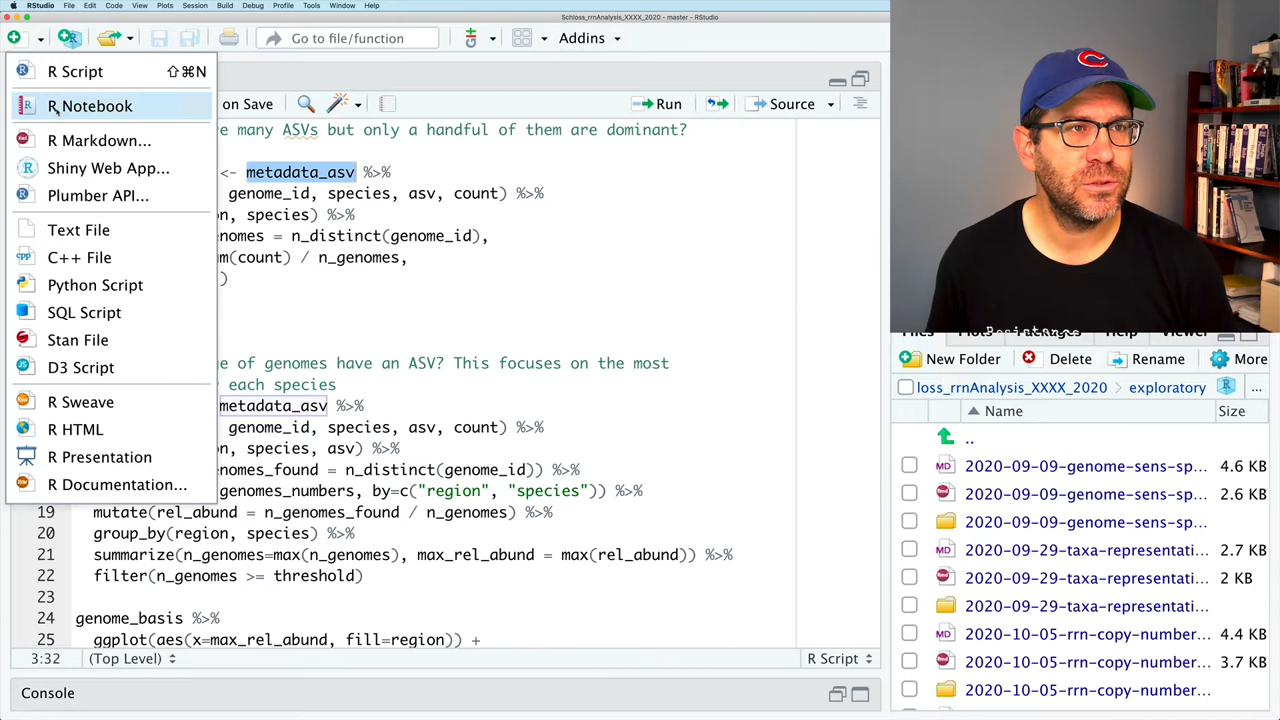 RStudio File Edit Code View Plots Session Build Debug Profile Tools Window Help
Schloss_rrnAnalysis_XXXX_2020 - master - RStudio
Go to file/function
Addins
R Script ⇧⌘N
R Notebook
R Markdown...
Shiny Web App...
Plumber API...
Text File
C++ File
Python Script
SQL Script
Stan File
D3 Script
R Sweave
R HTML
R Presentation
R Documentation...
on Save Run Source
e many ASVs but only a handful of them are dominant?
<- metadata_asv %>%
genome_id, species, asv, count) %>%
n, species) %>%
nomes = n_distinct(genome_id),
m(count) / n_genomes,
)
e of genomes have an ASV? This focuses on the most
each species
metadata_asv %>%
genome_id, species, asv, count) %>%
n, species, asv) %>%
enomes_found = n_distinct(genome_id)) %>%
genomes_numbers, by=c("region", "species")) %>%
19 mutate(rel_abund = n_genomes_found / n_genomes) %>%
20 group_by(region, species) %>%
21 summarize(n_genomes=max(n_genomes), max_rel_abund = max(rel_abund)) %>%
22 filter(n_genomes >= threshold)
23
24 genome_basis %>%
25 ggplot(aes(x=max_rel_abund, fill=region)) +
3:32 (Top Level) R Script
Console
C
Resistance
New Folder Delete Rename More
loss_rrnAnalysis_XXXX_2020 exploratory ...
Name Size
..
2020-09-09-genome-sens-sp... 4.6 KB
2020-09-09-genome-sens-sp... 2.6 KB
2020-09-09-genome-sens-sp...
2020-09-29-taxa-representati... 2.7 KB
2020-09-29-taxa-representati... 2 KB
2020-09-29-taxa-representati...
2020-10-05-rrn-copy-number... 4.4 KB
2020-10-05-rrn-copy-number... 3.7 KB
2020-10-05-rrn-copy-number...